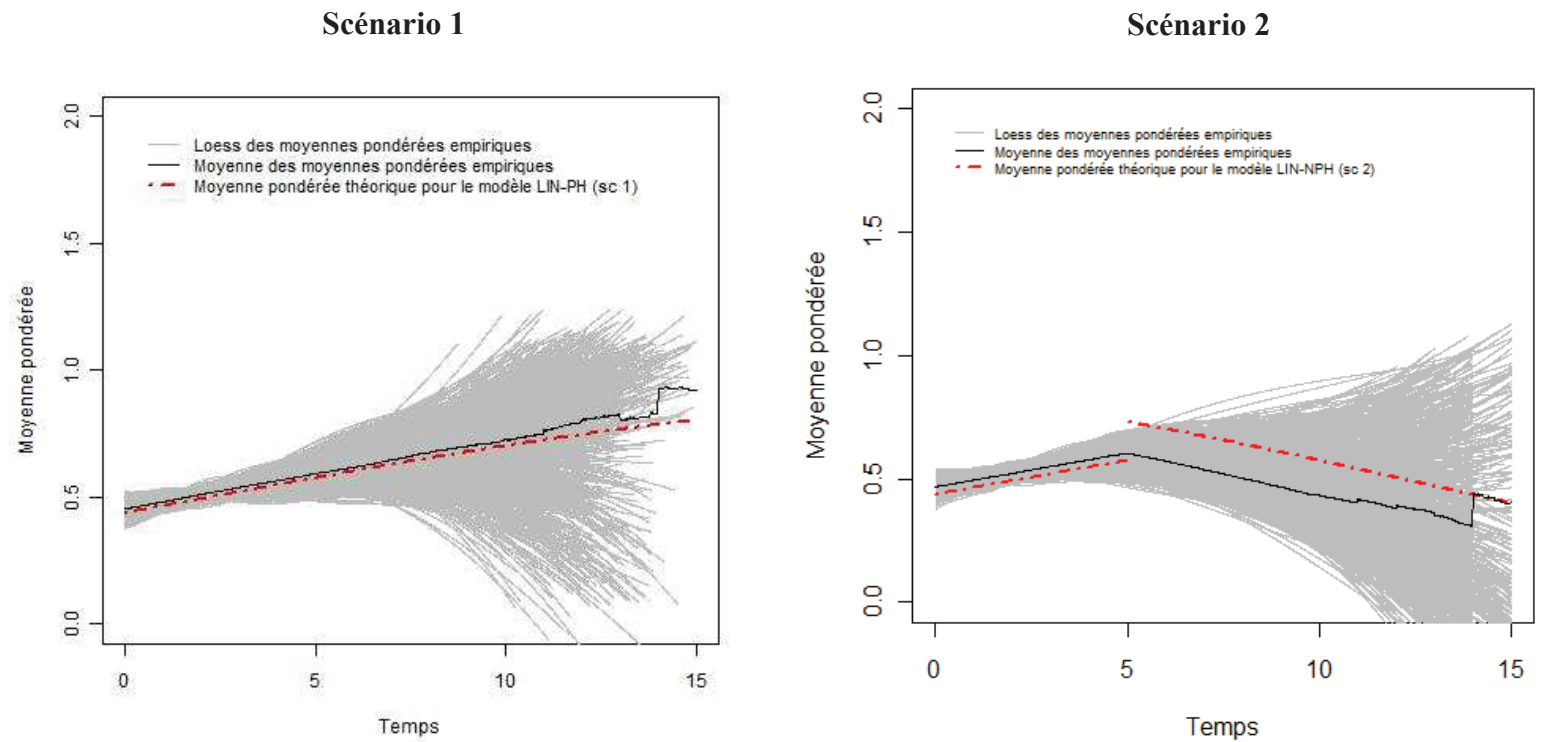 Scénario 1
Moyenne pondérée
2.0
1.5
1.0
0.5
0.0
Loess des moyennes pondérées empiriques
Moyenne des moyennes pondérées empiriques
Moyenne pondérée théorique pour le modèle LIN-PH (sc 1)
0 5 10 15
Temps
Scénario 2
Moyenne pondérée
2.0
1.5
1.0
0.5
0.0
Loess des moyennes pondérées empiriques
Moyenne des moyennes pondérées empiriques
Moyenne pondérée théorique pour le modèle LIN-NPH (sc 2)
0 5 10 15
Temps